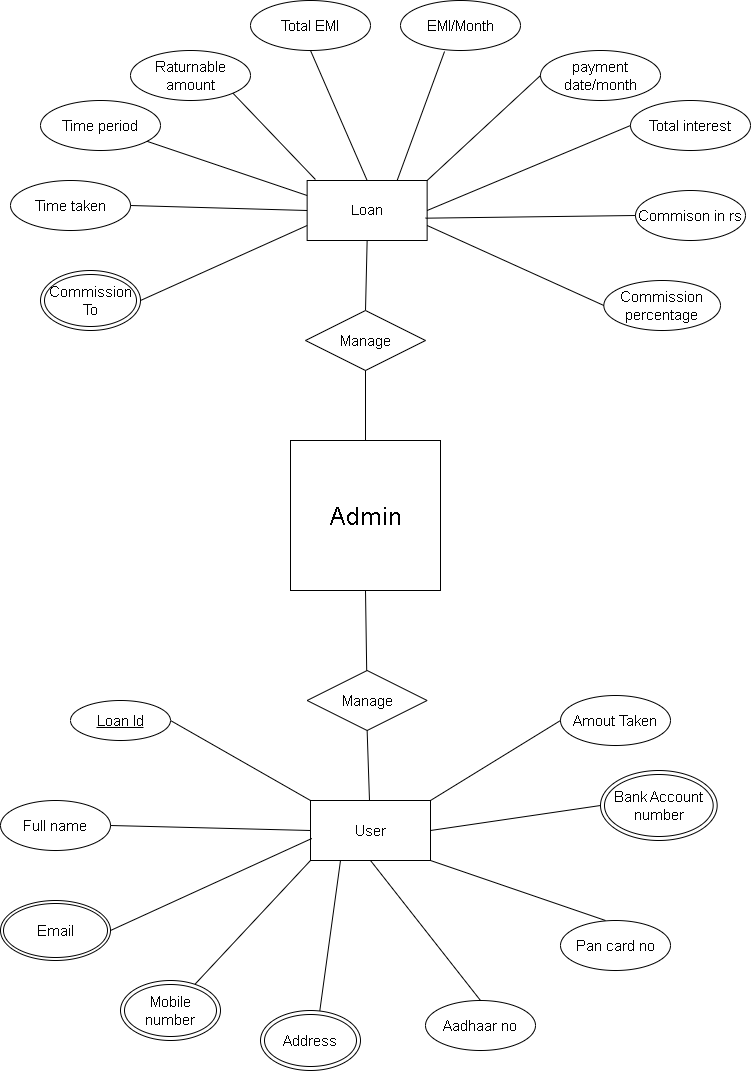 Total EMI
EMI/Month
Raturnable
amount
payment
date/month
Time period
Total interest
Time taken
Loan
Commison in rs
Commission
To
Commission
percentage
Manage
Admin
Manage
Loan Id
Amout Taken
Bank Account
number
Full name
User
Email
Pan card no
Mobile
number
Address
Aadhaar no